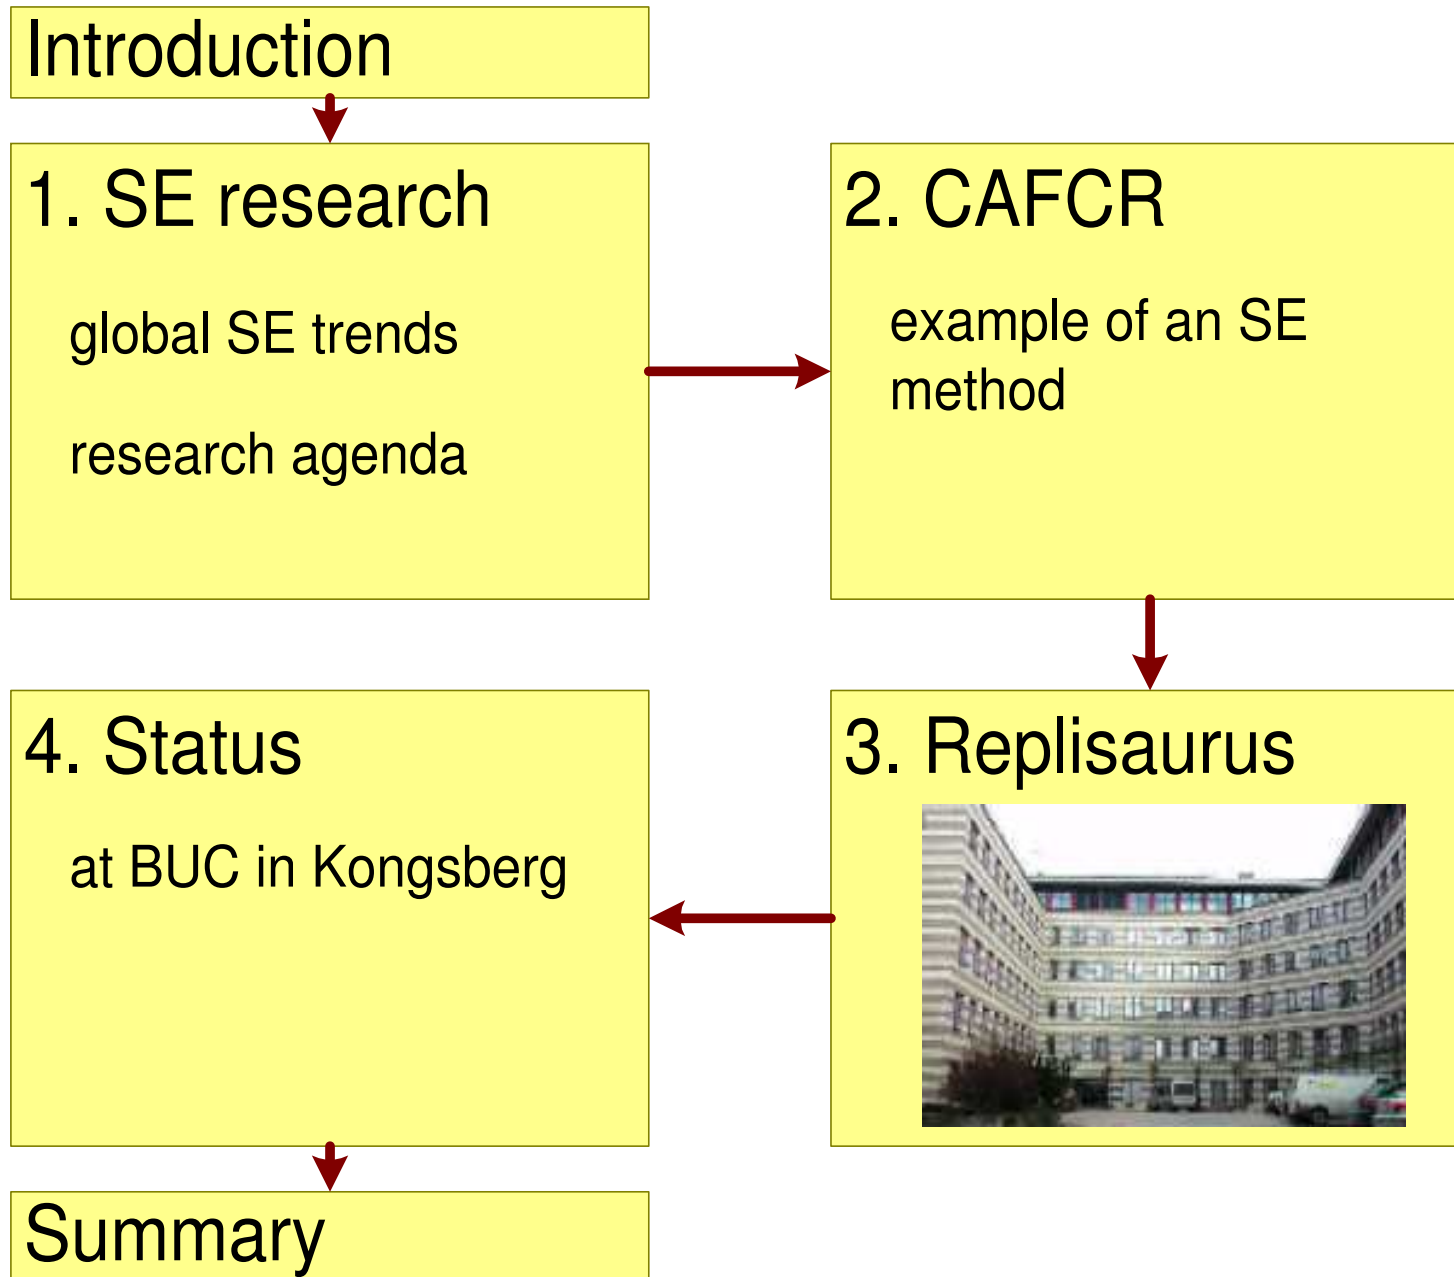 Introduction
1. SE research
global SE trends
research agenda
2. CAFCR
example of an SE
method
3. Replisaurus
4. Status
at BUC in Kongsberg
Summary